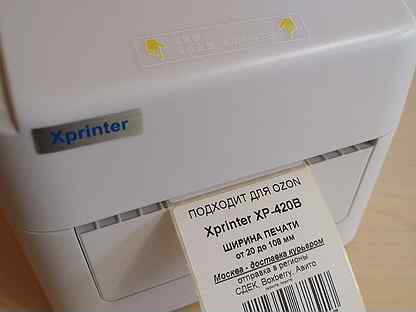 Xprinter
ПОДХОДИТ ДЛЯ OZON
Xprinter XP-420B
ШИРИНА ПЕЧАТИ
от 20 до 108 мм
Москва - доставка курьером
отправка в регионы
СДЕК, Boxberry, Авито